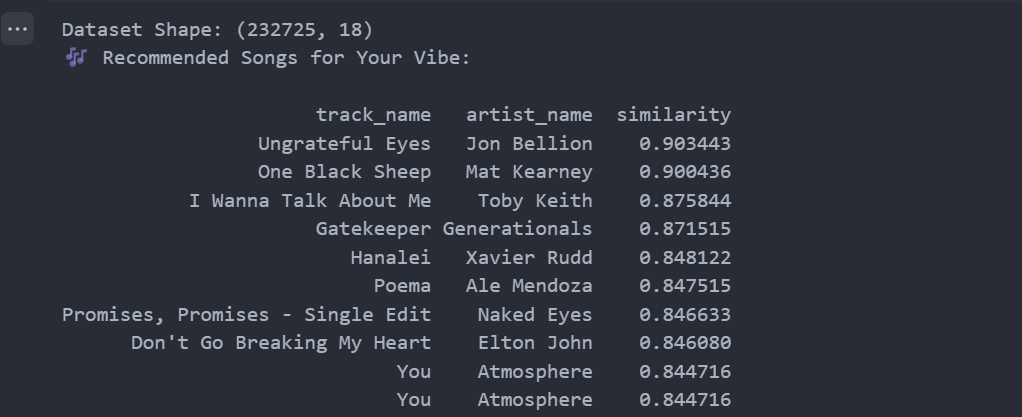 Dataset Shape: (232725, 18)
🎶 Recommended Songs for Your Vibe:
track_name artist_name similarity
Ungrateful Eyes Jon Bellion 0.903443
One Black Sheep Mat Kearney 0.900436
I Wanna Talk About Me Toby Keith 0.875844
Gatekeeper Generationals 0.871515
Hanalei Xavier Rudd 0.848122
Poema Ale Mendoza 0.847515
Promises, Promises - Single Edit Naked Eyes 0.846633
Don't Go Breaking My Heart Elton John 0.846080
You Atmosphere 0.844716
You Atmosphere 0.844716